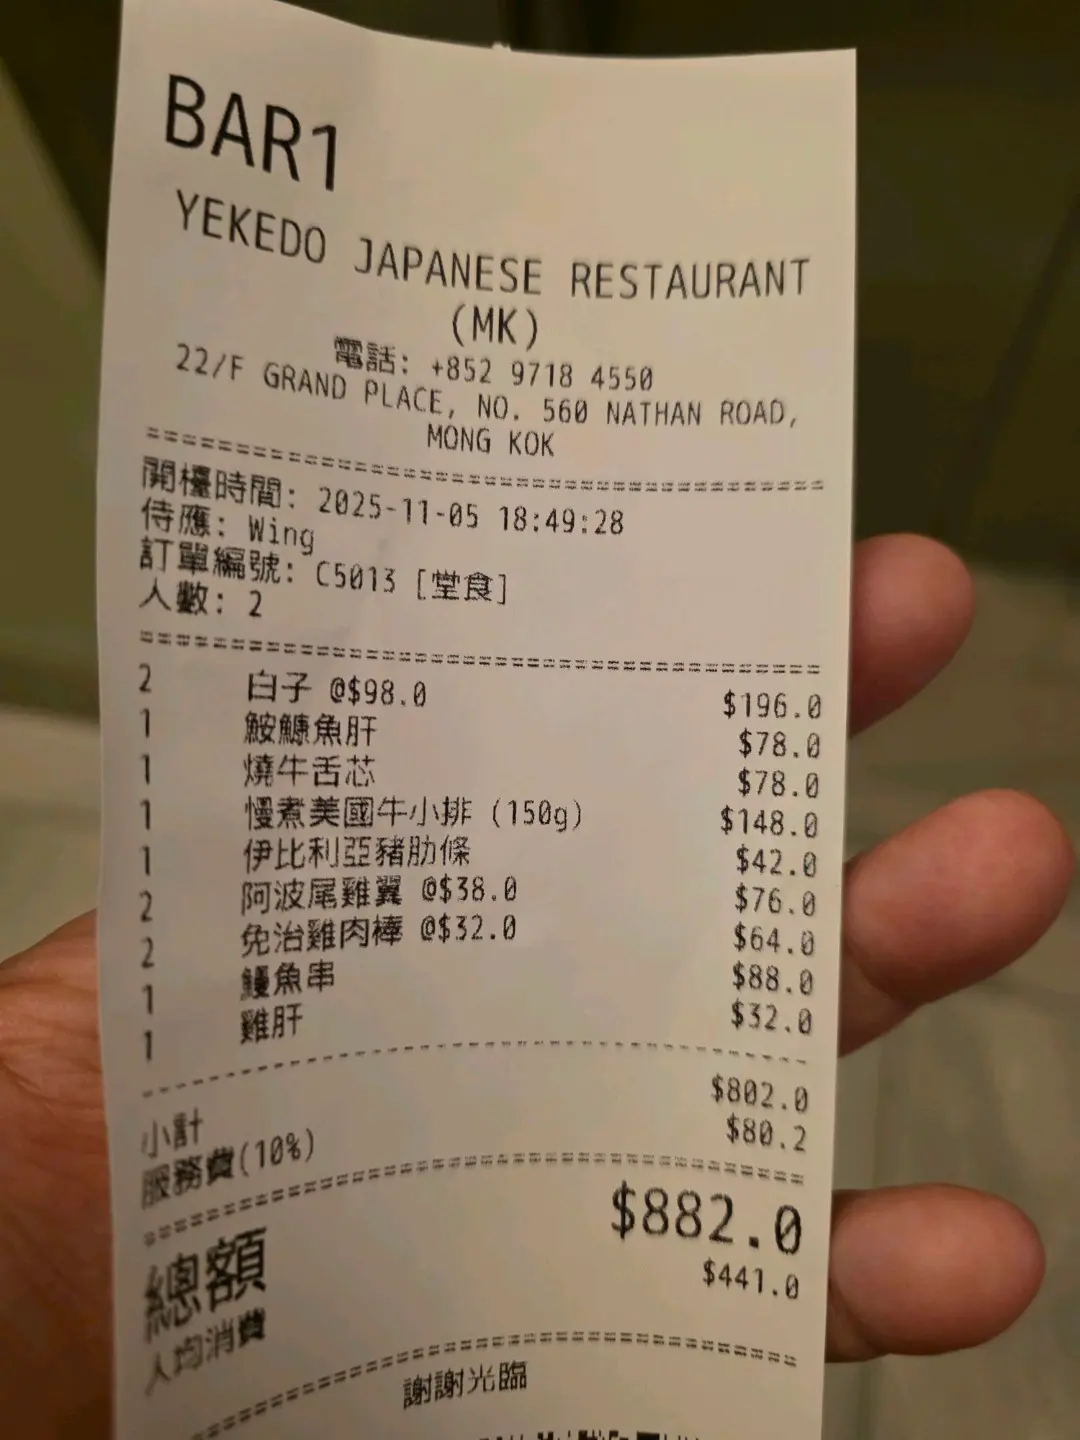 BAR1
YEKEDO JAPANESE RESTAURANT
(MK)
電話: +852 9718 4550
22/F GRAND PLACE, NO. 560 NATHAN ROAD,
MONG KOK
開檯時間: 2025-11-05 18:49:28
侍應: Wing
訂單編號: C5013 [堂食]
人數: 2
2 白子 @$98.0 $196.0
1 鮟鱇魚肝 $78.0
1 燒牛舌芯 $78.0
1 慢煮美國牛小排 (150g) $148.0
1 伊比利亞豬肋條 $42.0
2 阿波尾雞翼 @$38.0 $76.0
2 免治雞肉棒 @$32.0 $64.0
1 鰻魚串 $88.0
1 雞肝 $32.0
小計 $802.0
服務費(10%) $80.2
總額 $882.0
人均消費 $441.0
謝謝光臨